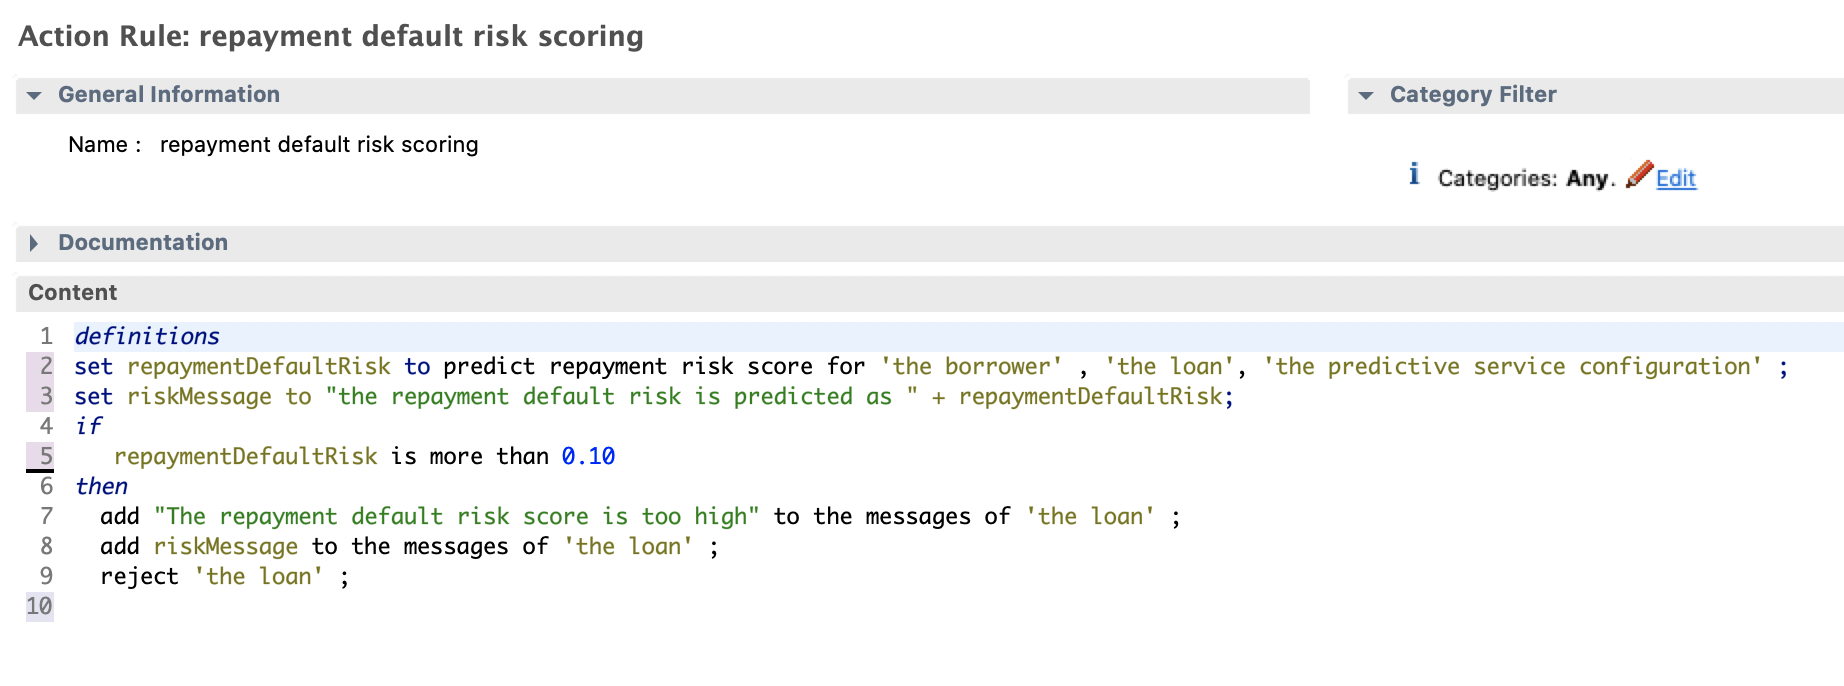 Action Rule: repayment default risk scoring
General Information
Category Filter
Name : repayment default risk scoring
i Categories: Any. Edit
Documentation
Content
1 definitions
2 set repaymentDefaultRisk to predict repayment risk score for 'the borrower' , 'the loan', 'the predictive service configuration' ;
3 set riskMessage to "the repayment default risk is predicted as " + repaymentDefaultRisk;
4 if
5 repaymentDefaultRisk is more than 0.10
6 then
7 add "The repayment default risk score is too high" to the messages of 'the loan' ;
8 add riskMessage to the messages of 'the loan' ;
9 reject 'the loan' ;
10